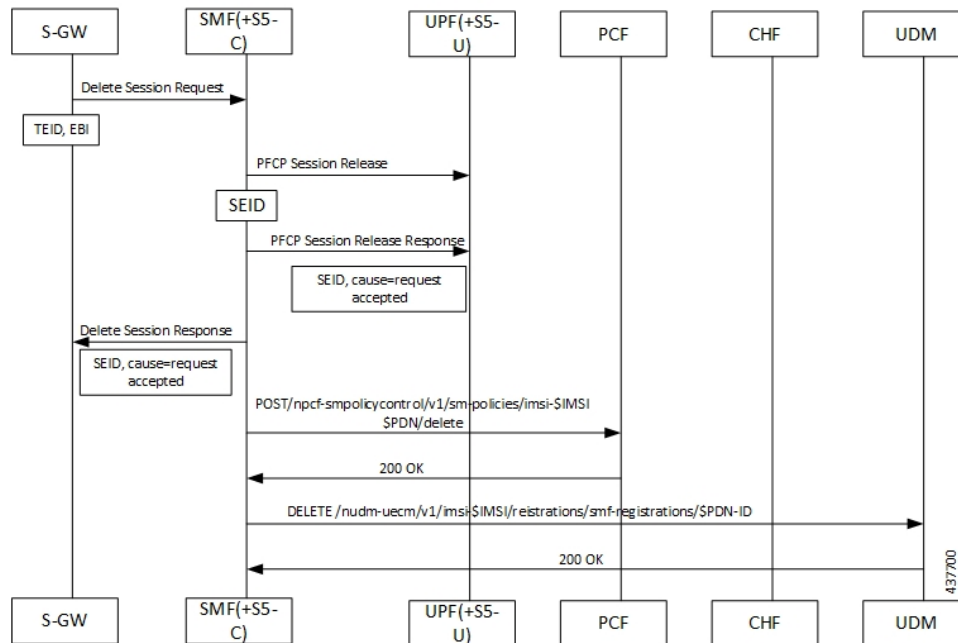 S-GW
SMF(+S5-
C)
UPF(+S5-
U)
PCF
CHF
UDM
Delete Session Request
TEID, EBI
PFCP Session Release
SEID
PFCP Session Release Response
SEID, cause=request
accepted
Delete Session Response
SEID, cause=request
accepted
POST/npcf-smpolicycontrol/v1/sm-policies/imsi-$IMSI
$PDN/delete
200 OK
DELETE /nudm-uecm/v1/imsi-$IMSI/reistrations/smf-registrations/$PDN-ID
200 OK
437700
S-GW
SMF(+S5-
C)
UPF(+S5-
U)
PCF
CHF
UDM